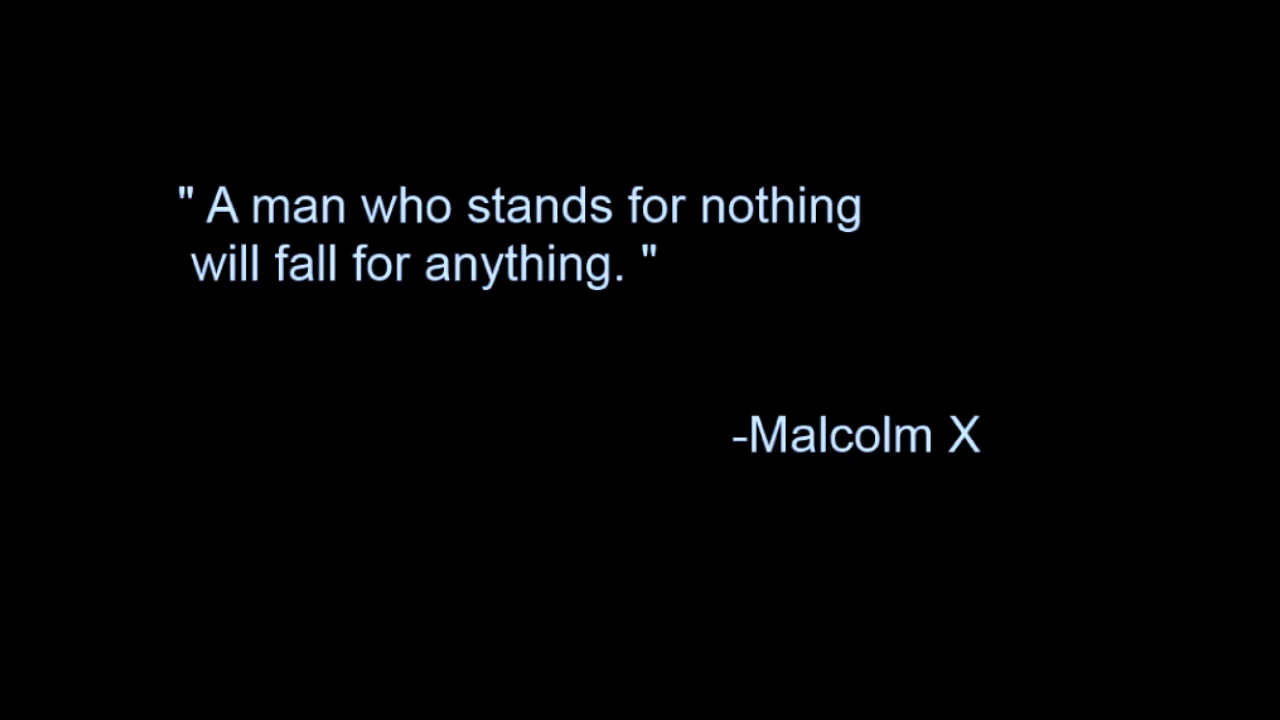 " A man who stands for nothing
will fall for anything. "
-Malcolm X